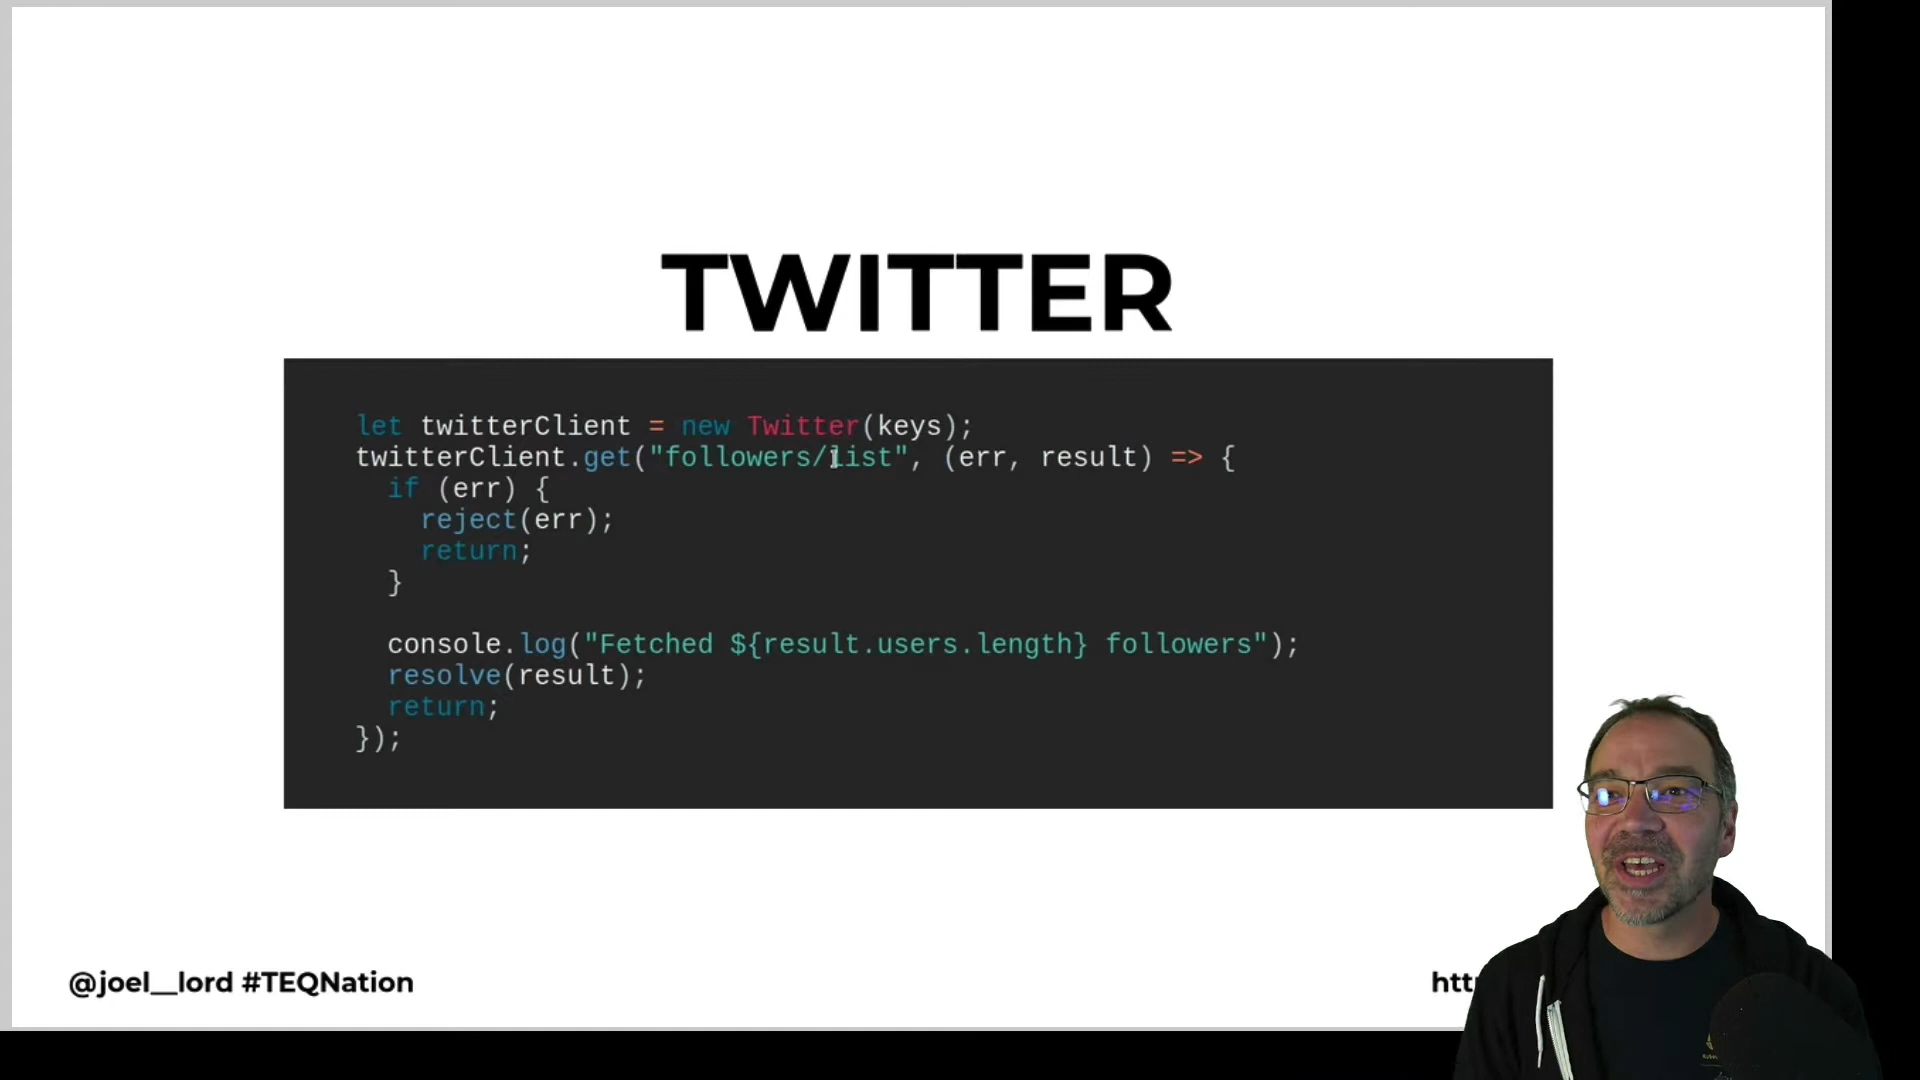 TWITTER
let twitterClient = new Twitter(keys);
twitterClient.get("followers/list", (err, result) => {
if (err) {
reject(err);
return;
}
console.log("Fetched ${result.users.length} followers");
resolve(result);
return;
});
@joel__lord #TEQNation